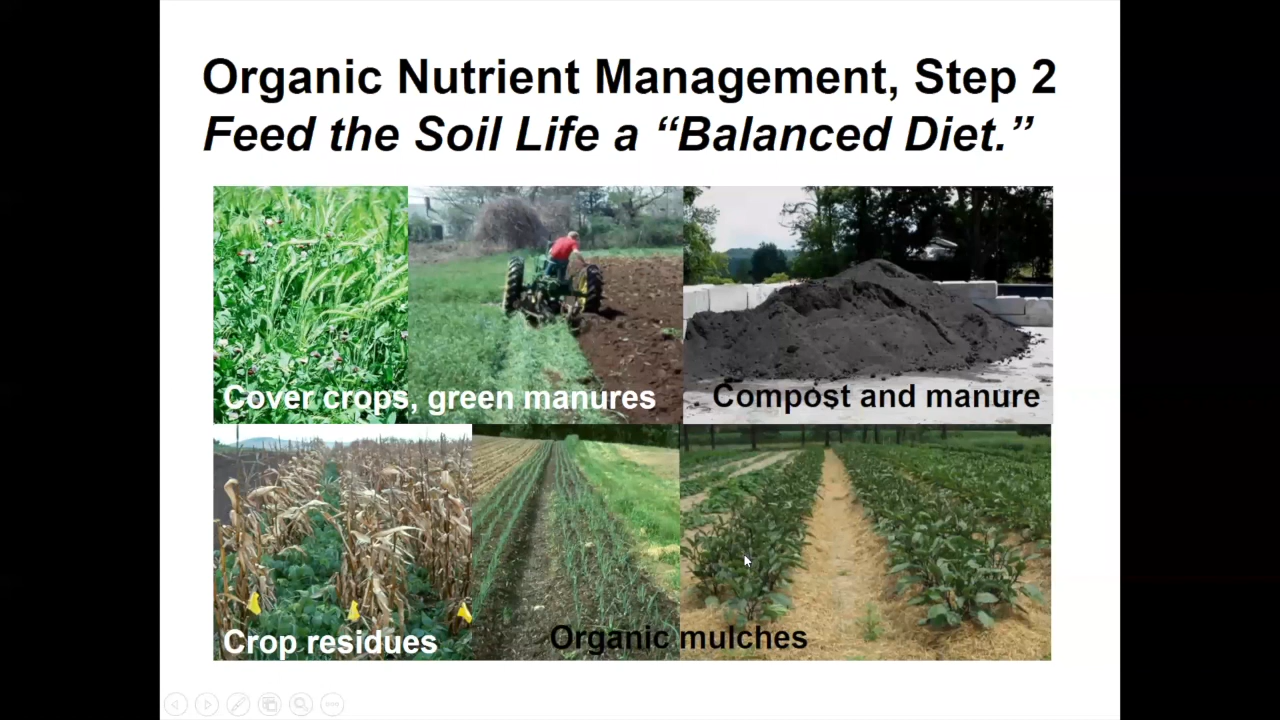 Organic Nutrient Management, Step 2
Feed the Soil Life a “Balanced Diet.”
Cover crops, green manures
Compost and manure
Crop residues
Organic mulches